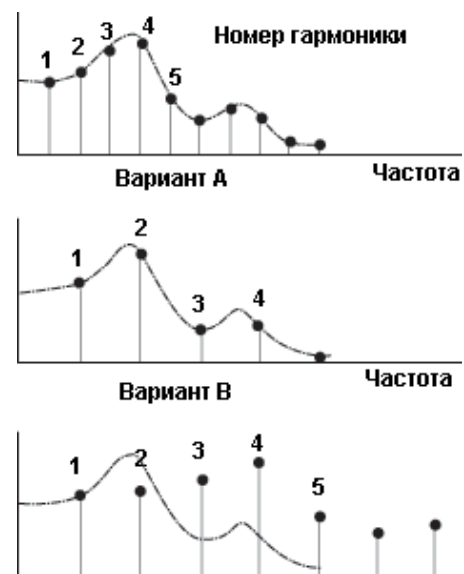 Номер гармоники
1 2 3 4 5
Вариант А
Частота
1 2 3 4
Вариант В
Частота
1 2 3 4 5